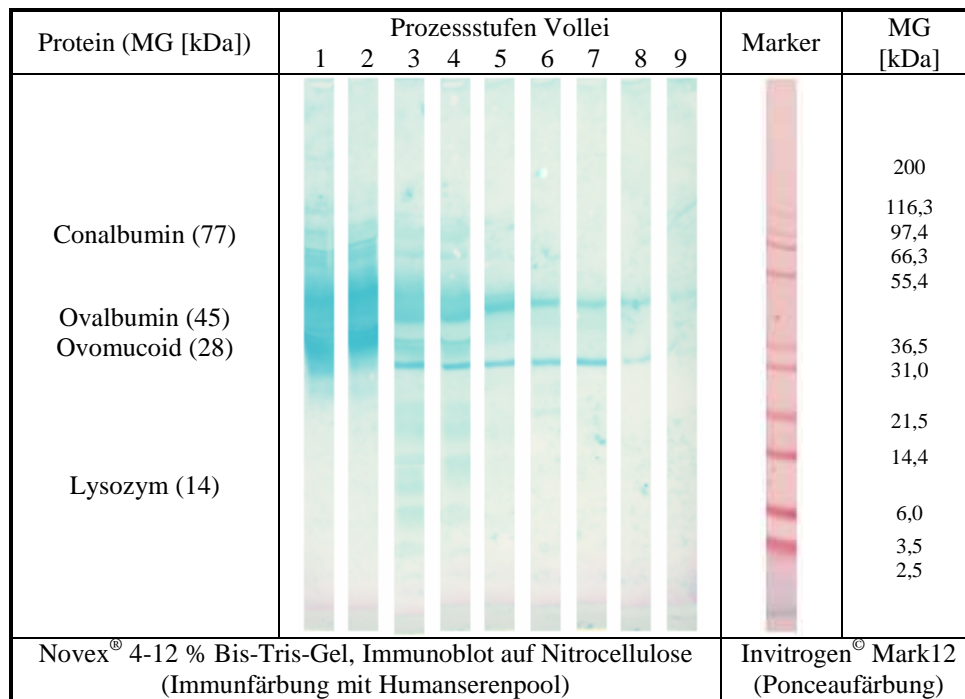 Protein (MG [kDa])
Prozessstufen Vollei
1 2 3 4 5 6 7 8 9
Marker
MG
[kDa]
Conalbumin (77)
Ovalbumin (45)
Ovomucoid (28)
Lysozym (14)
200
116,3
97,4
66,3
55,4
36,5
31,0
21,5
14,4
6,0
3,5
2,5
Novex® 4-12 % Bis-Tris-Gel, Immunoblot auf Nitrocellulose
(Immunfärbung mit Humanserenpool)
Invitrogen© Mark12
(Ponceaufärbung)